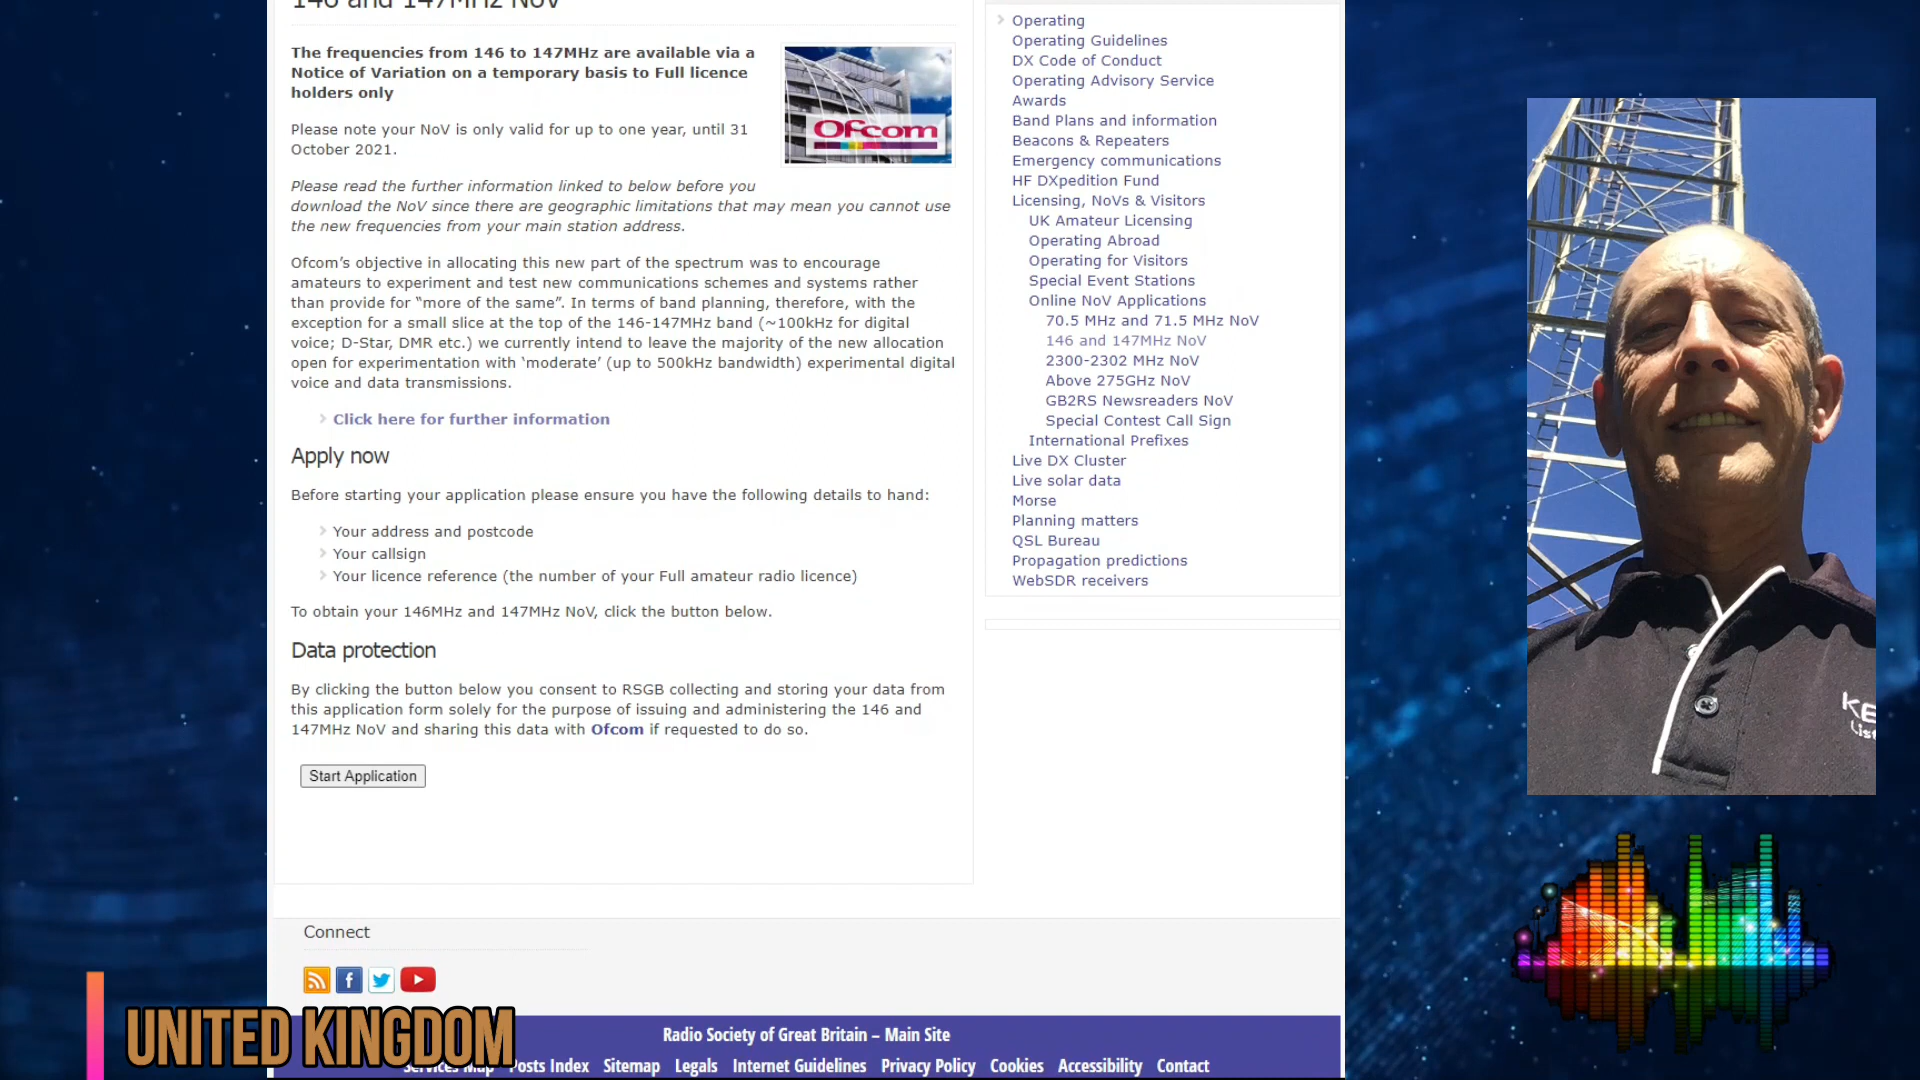 146 and 147MHz NoV
The frequencies from 146 to 147MHz are available via a
Notice of Variation on a temporary basis to Full licence
holders only
Ofcom
Please note your NoV is only valid for up to one year, until 31
October 2021.
Please read the further information linked to below before you
download the NoV since there are geographic limitations that may mean you cannot use
the new frequencies from your main station address.
Ofcom’s objective in allocating this new part of the spectrum was to encourage
amateurs to experiment and test new communications schemes and systems rather
than provide for “more of the same”. In terms of band planning, therefore, with the
exception for a small slice at the top of the 146-147MHz band (~100kHz for digital
voice; D-Star, DMR etc.) we currently intend to leave the majority of the new allocation
open for experimentation with ‘moderate’ (up to 500kHz bandwidth) experimental digital
voice and data transmissions.
Click here for further information
Apply now
Before starting your application please ensure you have the following details to hand:
Your address and postcode
Your callsign
Your licence reference (the number of your Full amateur radio licence)
To obtain your 146MHz and 147MHz NoV, click the button below.
Data protection
By clicking the button below you consent to RSGB collecting and storing your data from
this application form solely for the purpose of issuing and administering the 146 and
147MHz NoV and sharing this data with Ofcom if requested to do so.
Start Application
Operating
Operating Guidelines
DX Code of Conduct
Operating Advisory Service
Awards
Band Plans and information
Beacons & Repeaters
Emergency communications
HF DXpedition Fund
Licensing, NoVs & Visitors
UK Amateur Licensing
Operating Abroad
Operating for Visitors
Special Event Stations
Online NoV Applications
70.5 MHz and 71.5 MHz NoV
146 and 147MHz NoV
2300-2302 MHz NoV
Above 275GHz NoV
GB2RS Newsreaders NoV
Special Contest Call Sign
International Prefixes
Live DX Cluster
Live solar data
Morse
Planning matters
QSL Bureau
Propagation predictions
WebSDR receivers
KE
List
Connect
Radio Society of Great Britain – Main Site
Services Map Posts Index Sitemap Legals Internet Guidelines Privacy Policy Cookies Accessibility Contact
UNITED KINGDOM